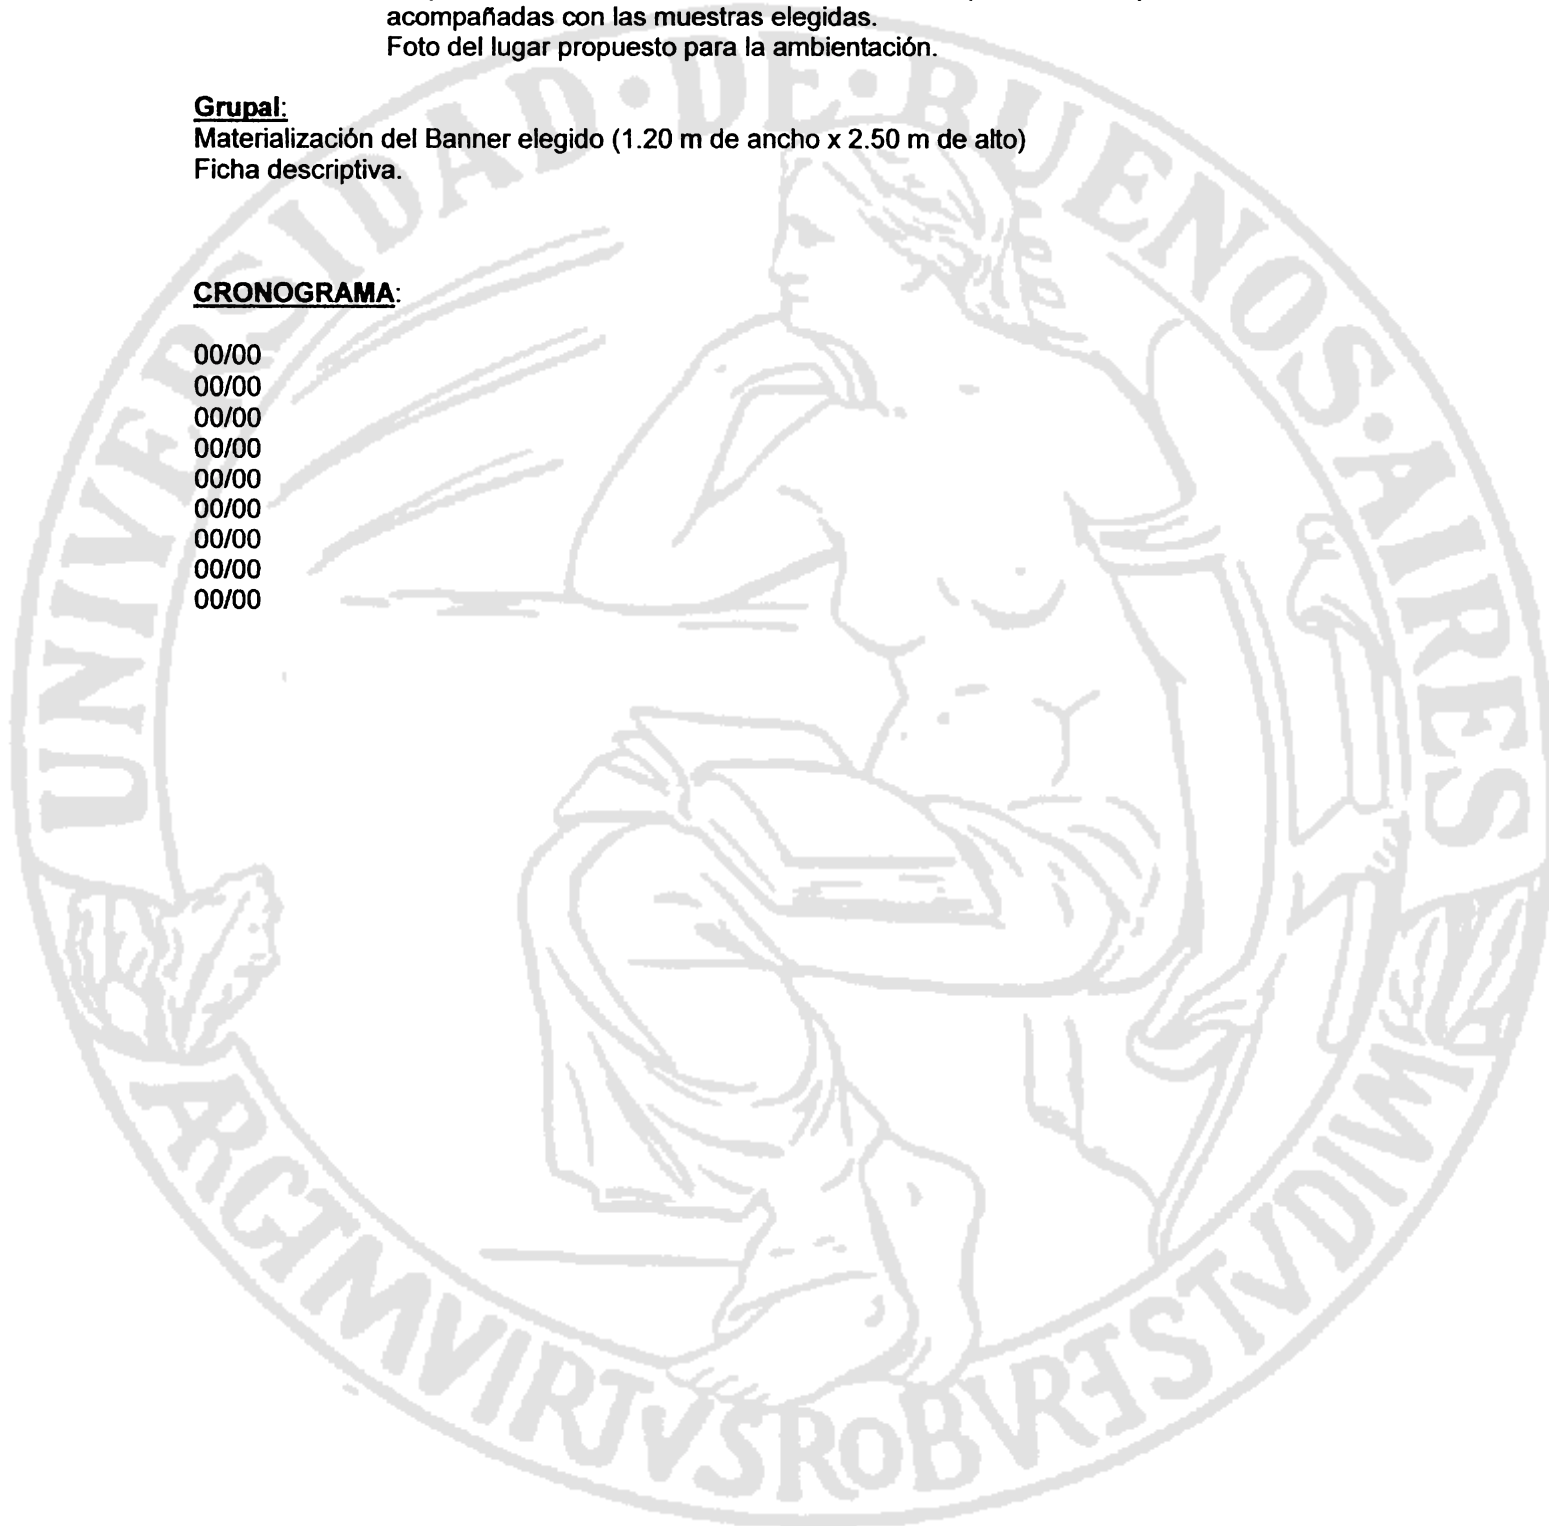 acompañadas con las muestras elegidas.
Foto del lugar propuesto para la ambientación.
Grupal:
Materialización del Banner elegido (1.20 m de ancho x 2.50 m de alto)
Ficha descriptiva.
CRONOGRAMA:
00/00
00/00
00/00
00/00
00/00
00/00
00/00
00/00
00/00
UNIVERSIDAD • DE • BUENOS • AIRES
ARGTMVIRTVSROBVRETSTVDIVM